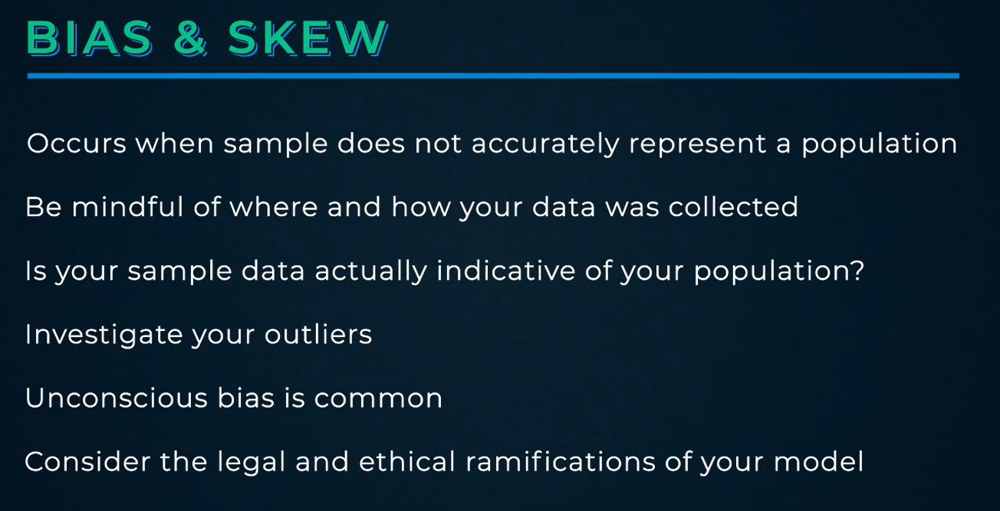 BIAS & SKEW
Occurs when sample does not accurately represent a population
Be mindful of where and how your data was collected
Is your sample data actually indicative of your population?
Investigate your outliers
Unconscious bias is common
Consider the legal and ethical ramifications of your model